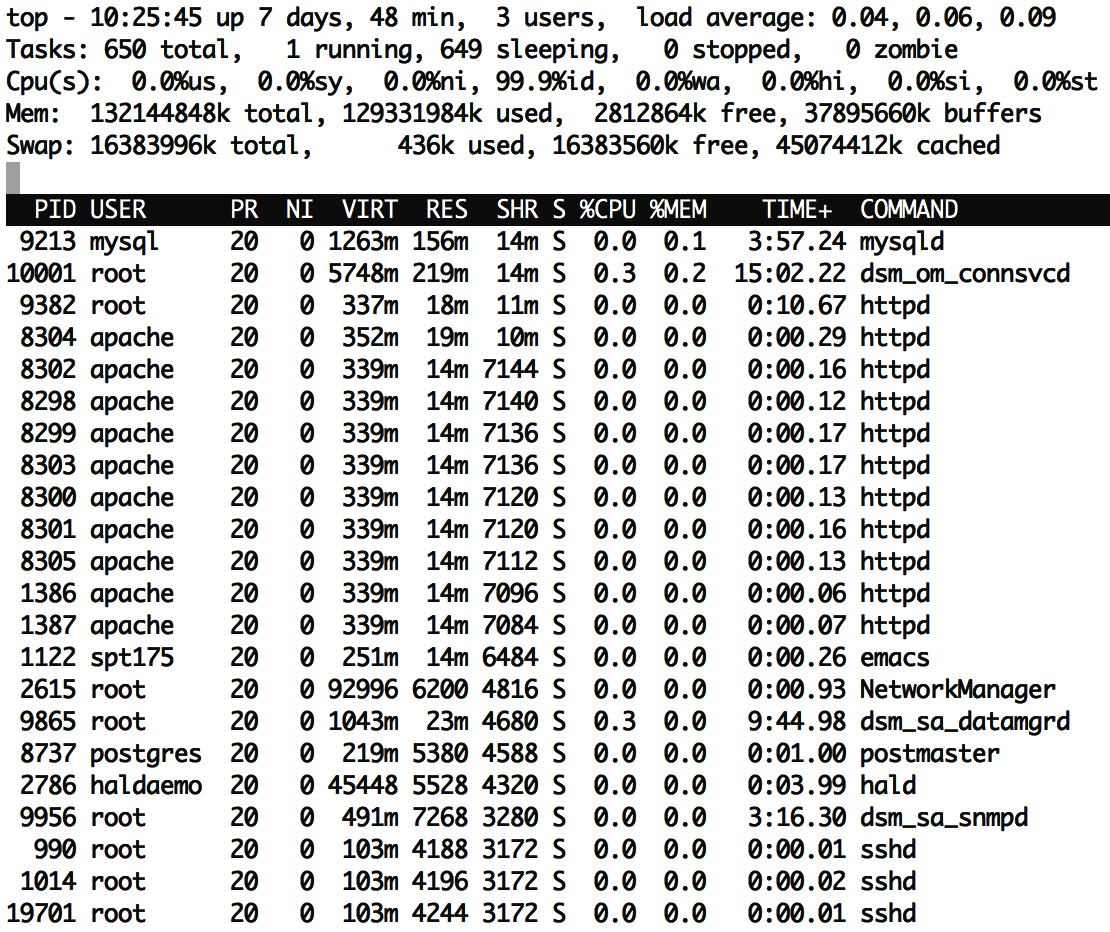 top - 10:25:45 up 7 days, 48 min,  3 users,  load average: 0.04, 0.06, 0.09
Tasks: 650 total,   1 running, 649 sleeping,   0 stopped,   0 zombie
Cpu(s):  0.0%us,  0.0%sy,  0.0%ni, 99.9%id,  0.0%wa,  0.0%hi,  0.0%si,  0.0%st
Mem:  132144848k total, 129331984k used,  2812864k free, 37895660k buffers
Swap: 16383996k total,      436k used, 16383560k free, 45074412k cached
  PID USER      PR  NI  VIRT  RES  SHR S %CPU %MEM    TIME+  COMMAND
 9213 mysql     20   0 1263m 156m  14m S  0.0  0.1   3:57.24 mysqld
10001 root      20   0 5748m 219m  14m S  0.3  0.2  15:02.22 dsm_om_connsvcd
 9382 root      20   0  337m  18m  11m S  0.0  0.0   0:10.67 httpd
 8304 apache    20   0  352m  19m  10m S  0.0  0.0   0:00.29 httpd
 8302 apache    20   0  339m  14m 7144 S  0.0  0.0   0:00.16 httpd
 8298 apache    20   0  339m  14m 7140 S  0.0  0.0   0:00.12 httpd
 8299 apache    20   0  339m  14m 7136 S  0.0  0.0   0:00.17 httpd
 8303 apache    20   0  339m  14m 7136 S  0.0  0.0   0:00.17 httpd
 8300 apache    20   0  339m  14m 7120 S  0.0  0.0   0:00.13 httpd
 8301 apache    20   0  339m  14m 7120 S  0.0  0.0   0:00.16 httpd
 8305 apache    20   0  339m  14m 7112 S  0.0  0.0   0:00.13 httpd
 1386 apache    20   0  339m  14m 7096 S  0.0  0.0   0:00.06 httpd
 1387 apache    20   0  339m  14m 7084 S  0.0  0.0   0:00.07 httpd
 1122 spt175    20   0  251m  14m 6484 S  0.0  0.0   0:00.26 emacs
 2615 root      20   0 92996 6200 4816 S  0.0  0.0   0:00.93 NetworkManager
 9865 root      20   0 1043m  23m 4680 S  0.3  0.0   9:44.98 dsm_sa_datamgrd
 8737 postgres  20   0  219m 5380 4588 S  0.0  0.0   0:01.00 postmaster
 2786 haldaemo  20   0 45448 5528 4320 S  0.0  0.0   0:03.99 hald
 9956 root      20   0  491m 7268 3280 S  0.0  0.0   3:16.30 dsm_sa_snmpd
  990 root      20   0  103m 4188 3172 S  0.0  0.0   0:00.01 sshd
 1014 root      20   0  103m 4196 3172 S  0.0  0.0   0:00.02 sshd
19701 root      20   0  103m 4244 3172 S  0.0  0.0   0:00.01 sshd